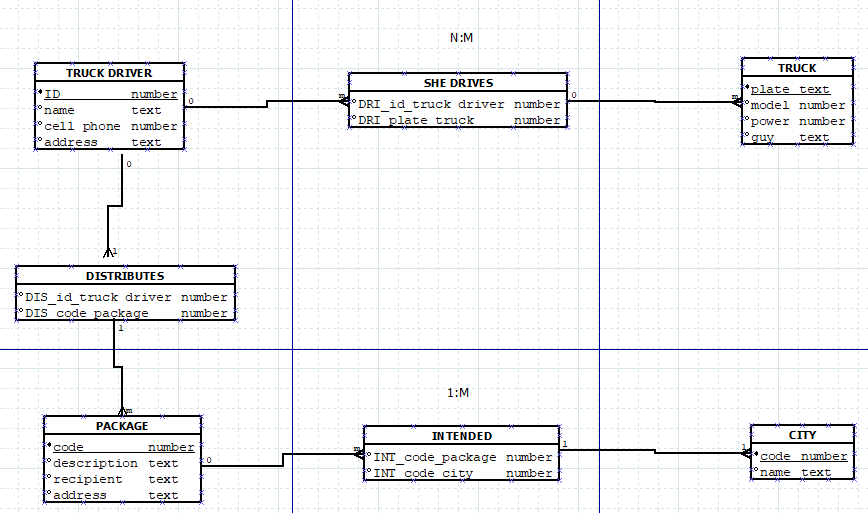 N:M
TRUCK DRIVER
ID number
name text
cell phone number
address text
0
m
SHE DRIVES
DRI_id_truck driver number
DRI_plate_truck number
0
m
TRUCK
plate text
model number
power number
guy text
0
1
DISTRIBUTES
DIS_id_truck driver number
DIS_code_package number
1
m
1:M
PACKAGE
code number
description text
recipient text
address text
0
m
INTENDED
INT_code_package number
INT_code_city number
1
1
CITY
code number
name text